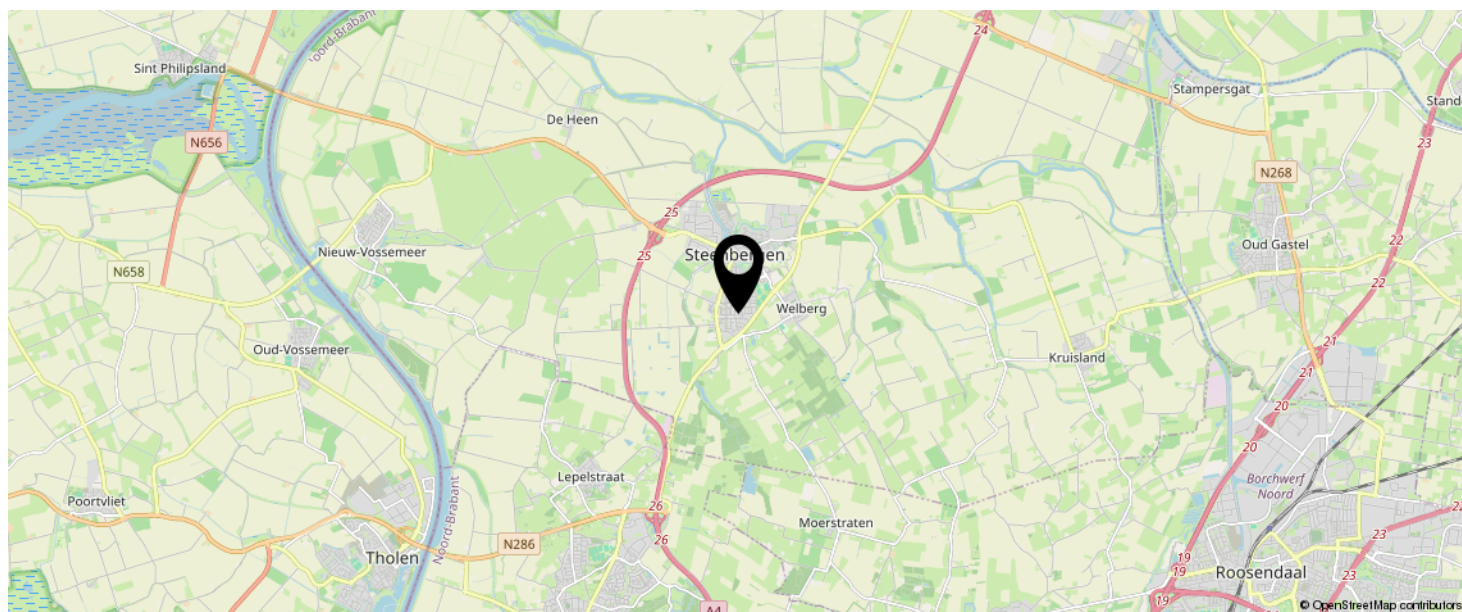 Noord-Brabant
24
Sint Philipsland
Stampersgat
De Heen
N656
23
N268
25
Nieuw-Vossemeer
25
Steenbergen
Oud Gastel
22
N658
22
Welberg
Oud-Vossemeer
21
Kruisland
21
20
20
Lepelstraat
Borchwerf
Noord
Poortvliet
26
22
Moerstraten
23
N286
26
Noord-Brabant
Tholen
19
19
Roosendaal
23
19
A4
© OpenStreetMap contributors